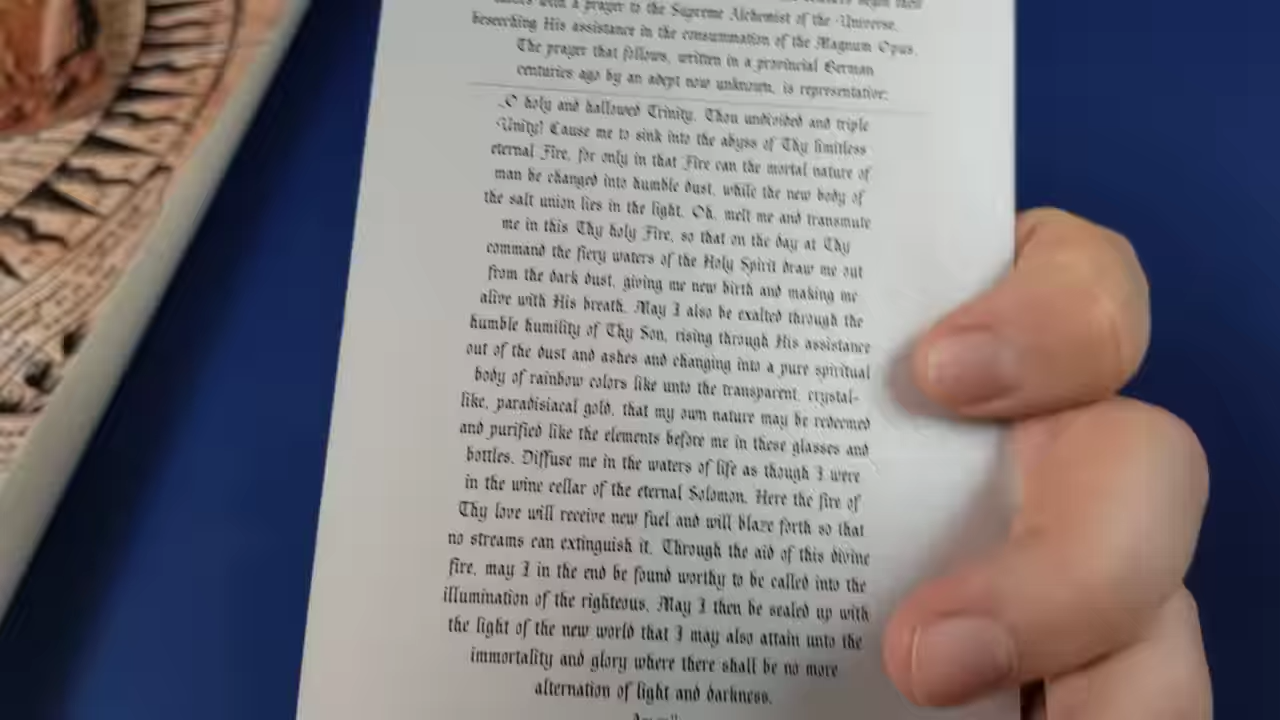 with a prayer to the Supreme Alchemist of the Universe,
beseeching His assistance in the consummation of the Magnum Opus.
The prayer that follows, written in a provincial German
centuries ago by an adept now unknown, is representative:
O holy and hallowed Trinity, Thou undivided and triple
Unity! Cause me to sink into the abyss of Thy limitless
eternal Fire, for only in that Fire can the mortal nature of
man be changed into humble dust, while the new body of
the salt union lies in the light. Oh, melt me and transmute
me in this Thy holy Fire, so that on the day at Thy
command the fiery waters of the Holy Spirit draw me out
from the dark dust, giving me new birth and making me
alive with His breath. May I also be exalted through the
humble humility of Thy Son, rising through His assistance
out of the dust and ashes and changing into a pure spiritual
body of rainbow colors like unto the transparent, crystal-
like, paradisiacal gold, that my own nature may be redeemed
and purified like the elements before me in these glasses and
bottles. Diffuse me in the waters of life as though I were
in the wine cellar of the eternal Solomon. Here the fire of
Thy love will receive new fuel and will blaze forth so that
no streams can extinguish it. Through the aid of this divine
fire, may I in the end be found worthy to be called into the
illumination of the righteous. May I then be sealed up with
the light of the new world that I may also attain unto the
immortality and glory where there shall be no more
alternation of light and darkness.